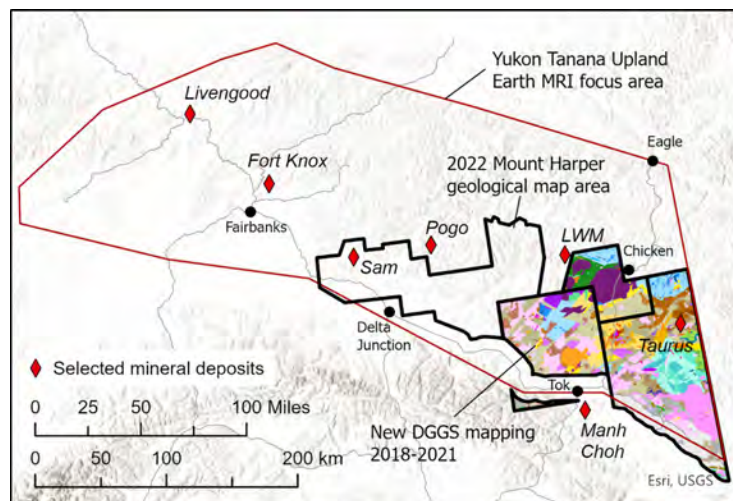 Yukon Tanana Upland
Earth MRI focus area
Livengood
Eagle
Fort Knox
2022 Mount Harper
geological map area
Fairbanks
Pogo
LWM
Chicken
Sam
Delta
Junction
Taurus
Selected mineral deposits
0 25 50 100 Miles
0 50 100 200 km
Tok
New DGGS mapping
2018-2021
Manh
Choh
Esri, USGS